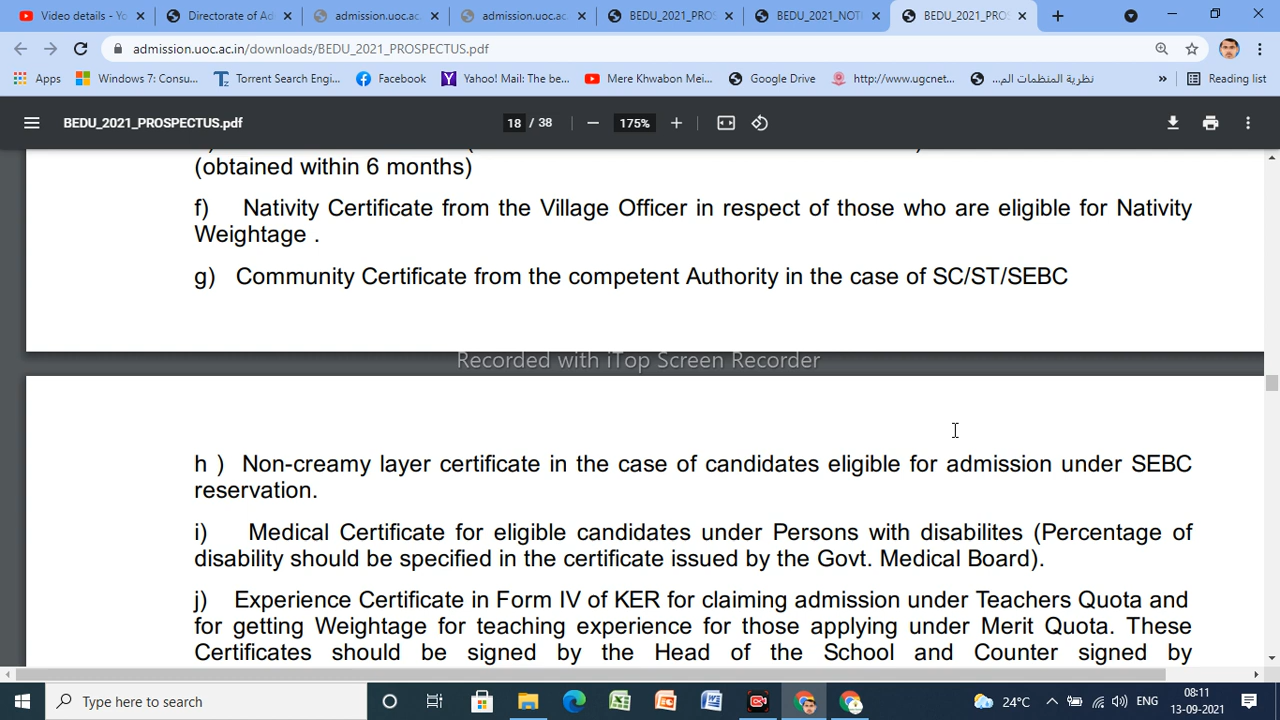 Video details - Yo
Directorate of Ad
admission.uoc.ac.
admission.uoc.ac.
BEDU_2021_PROS
BEDU_2021_NOTI
BEDU_2021_PROS
admission.uoc.ac.in/downloads/BEDU_2021_PROSPECTUS.pdf
Apps
Windows 7: Consu...
Torrent Search Engi...
Facebook
Yahoo! Mail: The be...
Mere Khwabon Mei...
Google Drive
http://www.ugcnet...
نظرية المنظمات الم...
»
Reading list
BEDU_2021_PROSPECTUS.pdf
18 / 38
175%
(obtained within 6 months)
f) Nativity Certificate from the Village Officer in respect of those who are eligible for Nativity
Weightage .
g) Community Certificate from the competent Authority in the case of SC/ST/SEBC
Recorded with iTop Screen Recorder
h ) Non-creamy layer certificate in the case of candidates eligible for admission under SEBC
reservation.
i) Medical Certificate for eligible candidates under Persons with disabilites (Percentage of
disability should be specified in the certificate issued by the Govt. Medical Board).
j) Experience Certificate in Form IV of KER for claiming admission under Teachers Quota and
for getting Weightage for teaching experience for those applying under Merit Quota. These
Certificates should be signed by the Head of the School and Counter signed by
Type here to search
24°C
ENG
08:11
13-09-2021